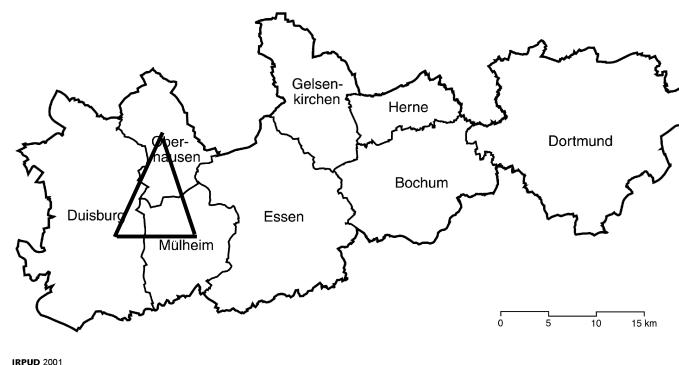 Gelsen-
kirchen
Herne
Ober-
hausen
Dortmund
Bochum
Duisburg
Essen
Mülheim
0 5 10 15 km
IRPUD 2001